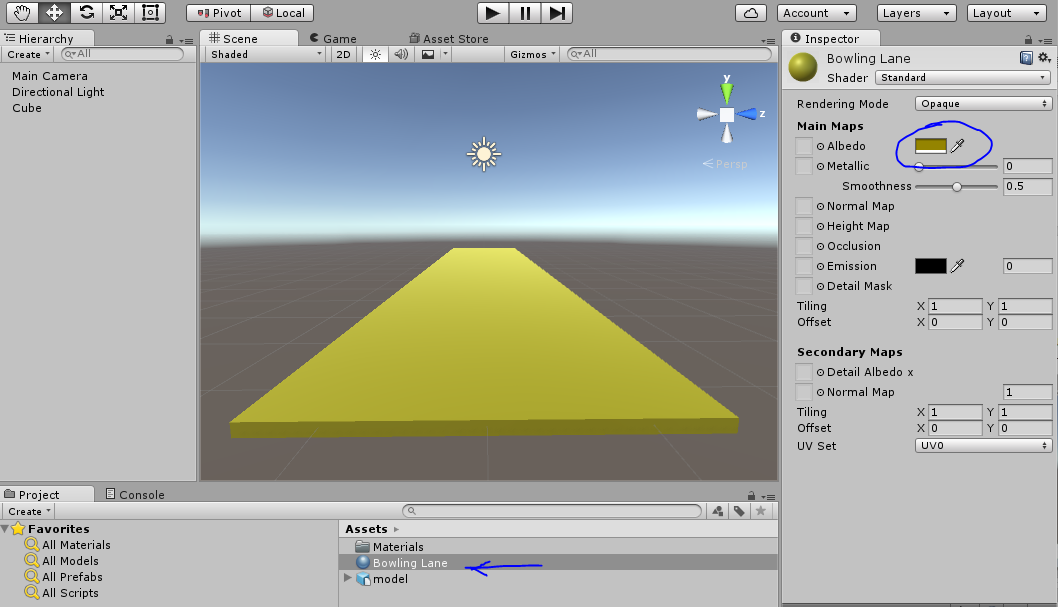 Pivot Local Account Layers Layout
Hierarchy
Create All
Main Camera
Directional Light
Cube
Scene Game Asset Store
Shaded 2D Gizmos All
y
z
Persp
Inspector
Bowling Lane
Shader Standard
Rendering Mode Opaque
Main Maps
Albedo
Metallic 0
Smoothness 0.5
Normal Map
Height Map
Occlusion
Emission 0
Detail Mask
Tiling X 1 Y 1
Offset X 0 Y 0
Secondary Maps
Detail Albedo x
Normal Map 1
Tiling X 1 Y 1
Offset X 0 Y 0
UV Set UV0
Project Console
Create
Favorites
All Materials
All Models
All Prefabs
All Scripts
Assets
Materials
Bowling Lane
model